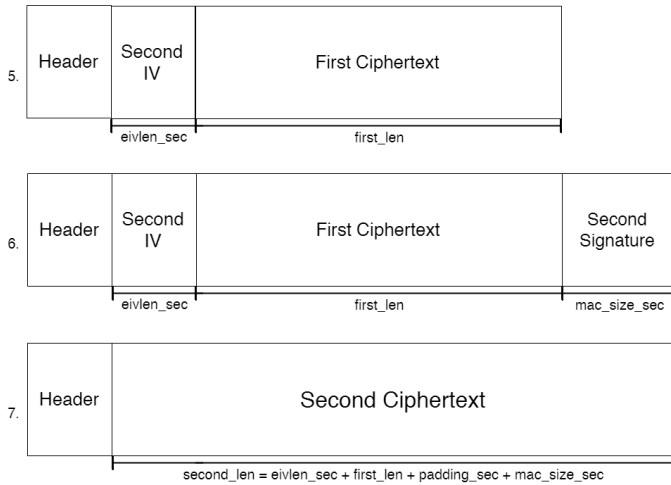 5.
Header
Second
IV
First Ciphertext
eivlen_sec
first_len
6.
Header
Second
IV
First Ciphertext
Second
Signature
eivlen_sec
first_len
mac_size_sec
7.
Header
Second Ciphertext
second_len = eivlen_sec + first_len + padding_sec + mac_size_sec